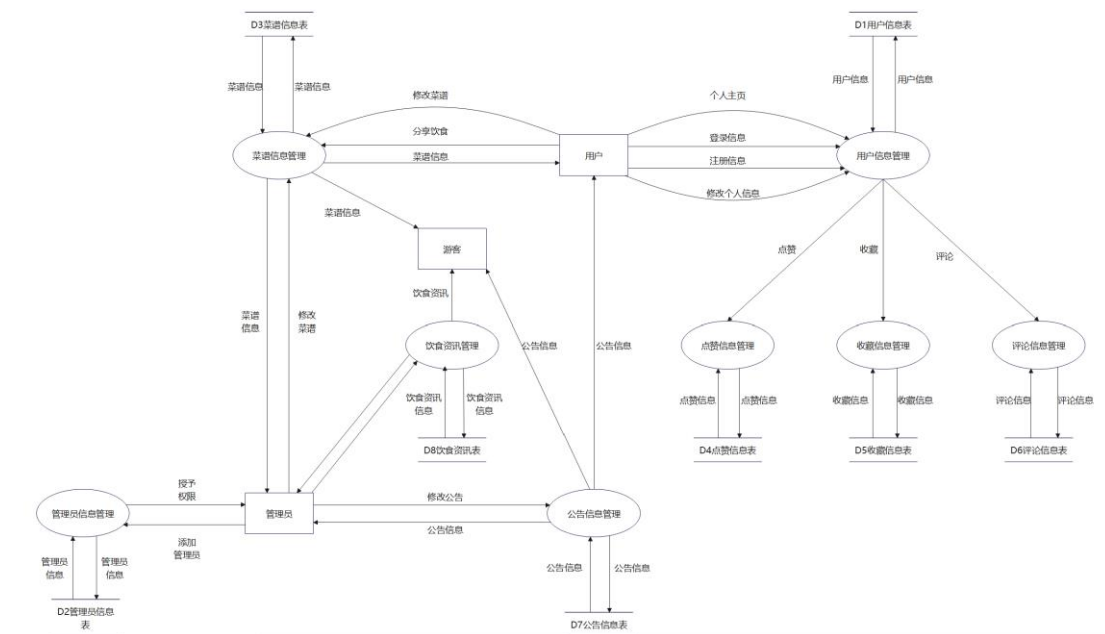 D3菜谱信息表
D1用户信息表
菜谱信息
菜谱信息
用户信息
用户信息
修改菜谱
个人主页
分享饮食
登录信息
菜谱信息管理
菜谱信息
用户
注册信息
用户信息管理
修改个人信息
菜谱信息
游客
点赞
收藏
评论
饮食资讯
菜谱
信息
修改
菜谱
饮食资讯管理
公告信息
公告信息
点赞信息管理
收藏信息管理
评论信息管理
饮食资讯
信息
饮食资讯
信息
点赞信息
点赞信息
收藏信息
收藏信息
评论信息
评论信息
D8饮食资讯表
D4点赞信息表
D5收藏信息表
D6评论信息表
授予
权限
修改公告
管理员信息管理
管理员
公告信息管理
公告信息
添加
管理员
管理员
信息
管理员
信息
公告信息
公告信息
D2管理员信息
表
D7公告信息表